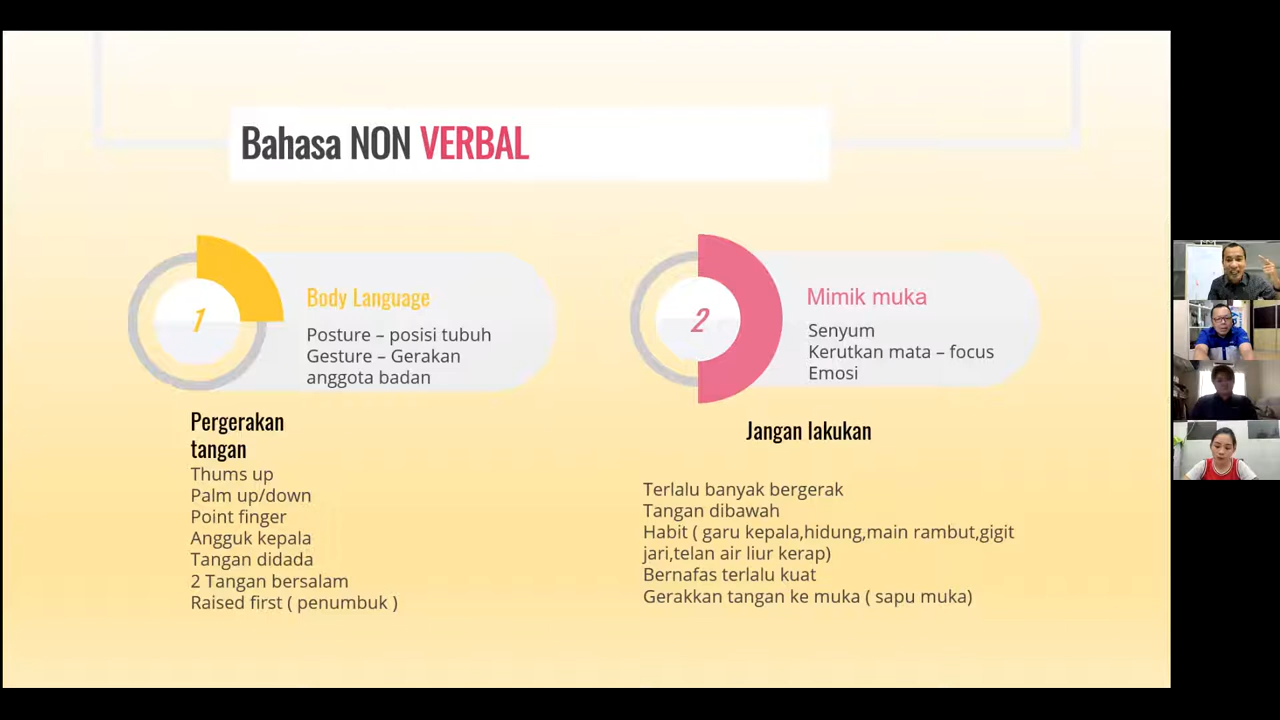 Bahasa NON VERBAL
1
Body Language
Posture – posisi tubuh
Gesture – Gerakan
anggota badan
Pergerakan
tangan
Thums up
Palm up/down
Point finger
Angguk kepala
Tangan didada
2 Tangan bersalam
Raised first ( penumbuk )
2
Mimik muka
Senyum
Kerutkan mata – focus
Emosi
Jangan lakukan
Terlalu banyak bergerak
Tangan dibawah
Habit ( garu kepala,hidung,main rambut,gigit
jari,telan air liur kerap)
Bernafas terlalu kuat
Gerakkan tangan ke muka ( sapu muka)